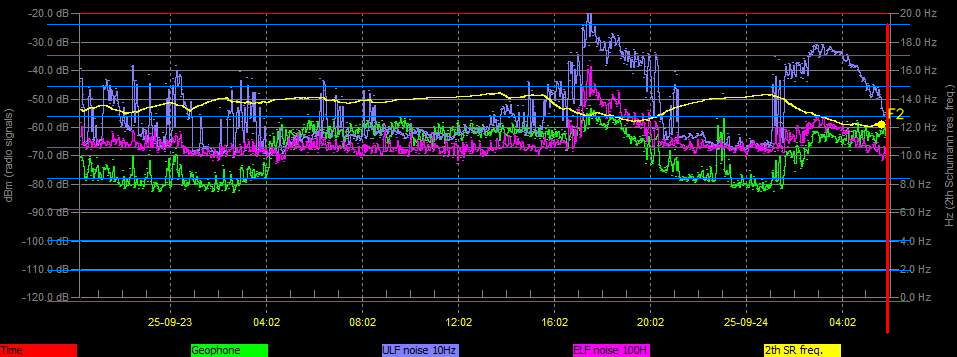 -20.0 dB 20.0 Hz
-30.0 dB 18.0 Hz
-40.0 dB 16.0 Hz
-50.0 dB 14.0 Hz
F2
-60.0 dB 12.0 Hz
-70.0 dB 10.0 Hz
-80.0 dB 8.0 Hz
-90.0 dB 6.0 Hz
-100.0 dB 4.0 Hz
-110.0 dB 2.0 Hz
-120.0 dB 0.0 Hz
dBm (radio signals)
Hz (2th Schumann res. freq.)
25-09-23 04:02 08:02 12:02 16:02 20:02 25-09-24 04:02
Time Geophone ULF noise 10Hz ELF noise 100H 2th SR freq.